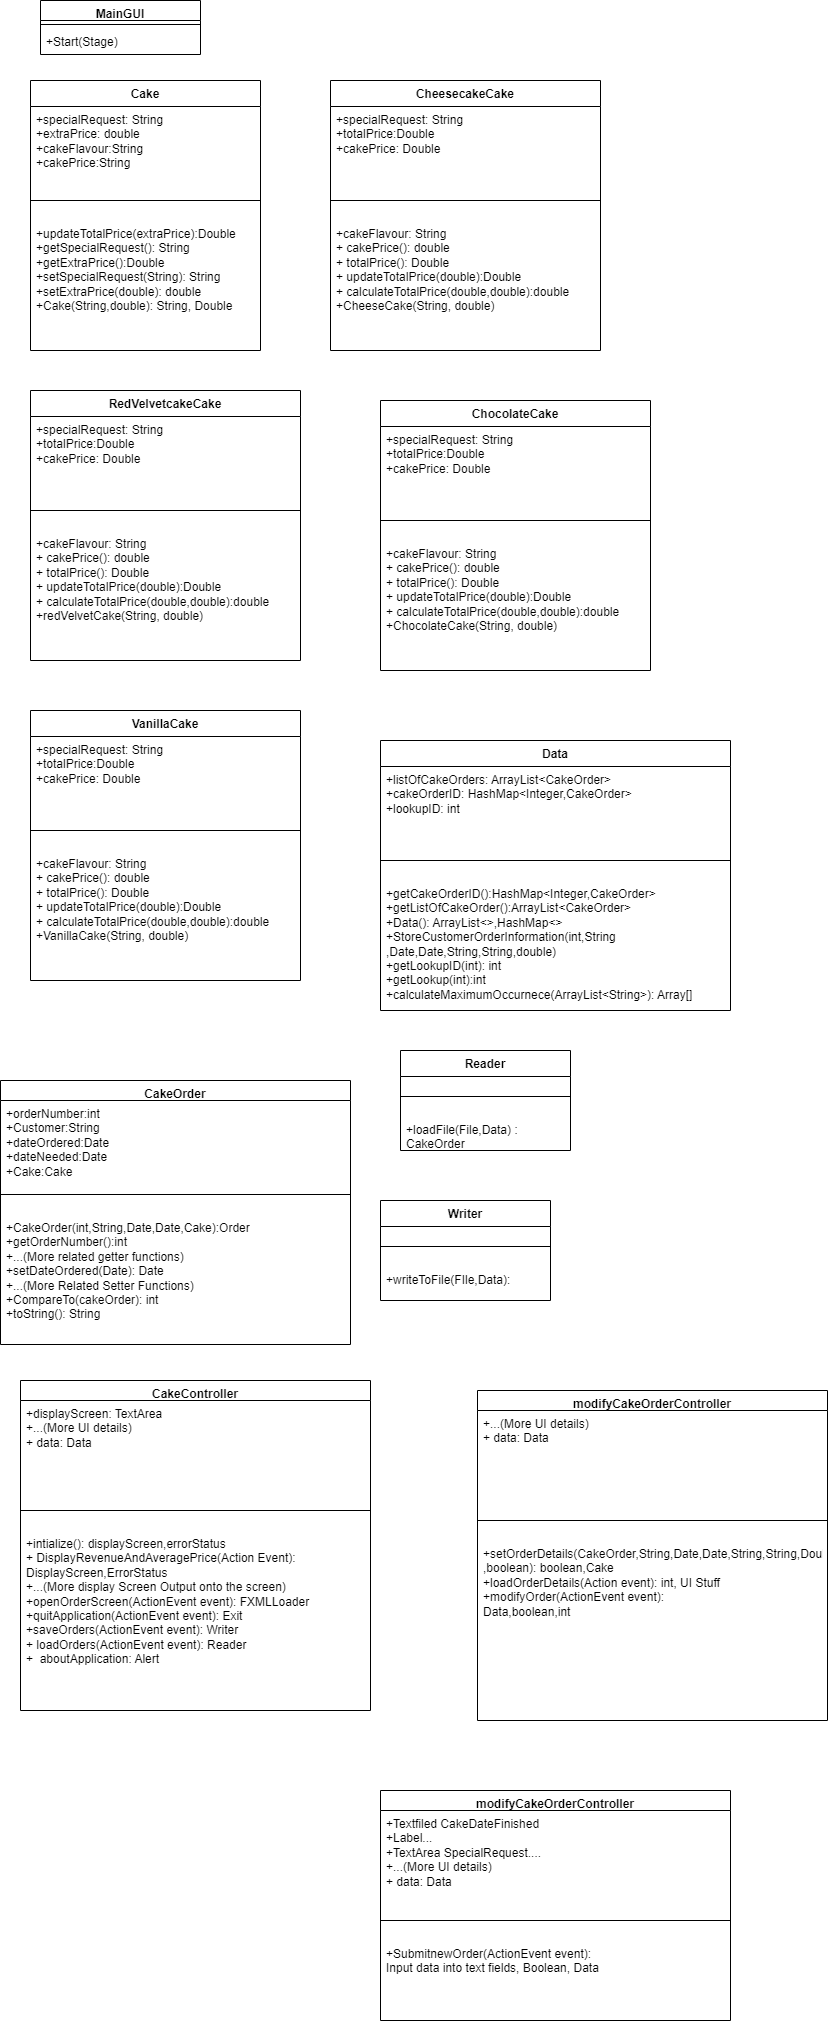 MainGUI
+Start(Stage)
Cake
+specialRequest: String
+extraPrice: double
+cakeFlavour:String
+cakePrice:String
+updateTotalPrice(extraPrice):Double
+getSpecialRequest(): String
+getExtraPrice():Double
+setSpecialRequest(String): String
+setExtraPrice(double): double
+Cake(String,double): String, Double
CheesecakeCake
+specialRequest: String
+totalPrice:Double
+cakePrice: Double
+cakeFlavour: String
+ cakePrice(): double
+ totalPrice(): Double
+ updateTotalPrice(double):Double
+ calculateTotalPrice(double,double):double
+CheeseCake(String, double)
RedVelvetcakeCake
+specialRequest: String
+totalPrice:Double
+cakePrice: Double
+cakeFlavour: String
+ cakePrice(): double
+ totalPrice(): Double
+ updateTotalPrice(double):Double
+ calculateTotalPrice(double,double):double
+redVelvetCake(String, double)
ChocolateCake
+specialRequest: String
+totalPrice:Double
+cakePrice: Double
+cakeFlavour: String
+ cakePrice(): double
+ totalPrice(): Double
+ updateTotalPrice(double):Double
+ calculateTotalPrice(double,double):double
+ChocolateCake(String, double)
VanillaCake
+specialRequest: String
+totalPrice:Double
+cakePrice: Double
+cakeFlavour: String
+ cakePrice(): double
+ totalPrice(): Double
+ updateTotalPrice(double):Double
+ calculateTotalPrice(double,double):double
+VanillaCake(String, double)
Data
+listOfCakeOrders: ArrayList<CakeOrder>
+cakeOrderID: HashMap<Integer,CakeOrder>
+lookupID: int
+getCakeOrderID():HashMap<Integer,CakeOrder>
+getListOfCakeOrder():ArrayList<CakeOrder>
+Data(): ArrayList<>,HashMap<>
+StoreCustomerOrderInformation(int,String
,Date,Date,String,String,double)
+getLookupID(int): int
+getLookup(int):int
+calculateMaximumOccurnece(ArrayList<String>): Array[]
Reader
+loadFile(File,Data) :
CakeOrder
CakeOrder
+orderNumber:int
+Customer:String
+dateOrdered:Date
+dateNeeded:Date
+Cake:Cake
+CakeOrder(int,String,Date,Date,Cake):Order
+getOrderNumber():int
+...(More related getter functions)
+setDateOrdered(Date): Date
+...(More Related Setter Functions)
+CompareTo(cakeOrder): int
+toString(): String
Writer
+writeToFile(FIle,Data):
CakeController
+displayScreen: TextArea
+...(More UI details)
+ data: Data
+intialize(): displayScreen,errorStatus
+ DisplayRevenueAndAveragePrice(Action Event):
DisplayScreen,ErrorStatus
+...(More display Screen Output onto the screen)
+openOrderScreen(ActionEvent event): FXMLLoader
+quitApplication(ActionEvent event): Exit
+saveOrders(ActionEvent event): Writer
+ loadOrders(ActionEvent event): Reader
+  aboutApplication: Alert
modifyCakeOrderController
+...(More UI details)
+ data: Data
+setOrderDetails(CakeOrder,String,Date,Date,String,String,Dou
,boolean): boolean,Cake
+loadOrderDetails(Action event): int, UI Stuff
+modifyOrder(ActionEvent event):
Data,boolean,int
modifyCakeOrderController
+Textfiled CakeDateFinished
+Label...
+TextArea SpecialRequest....
+...(More UI details)
+ data: Data
+SubmitnewOrder(ActionEvent event):
Input data into text fields, Boolean, Data